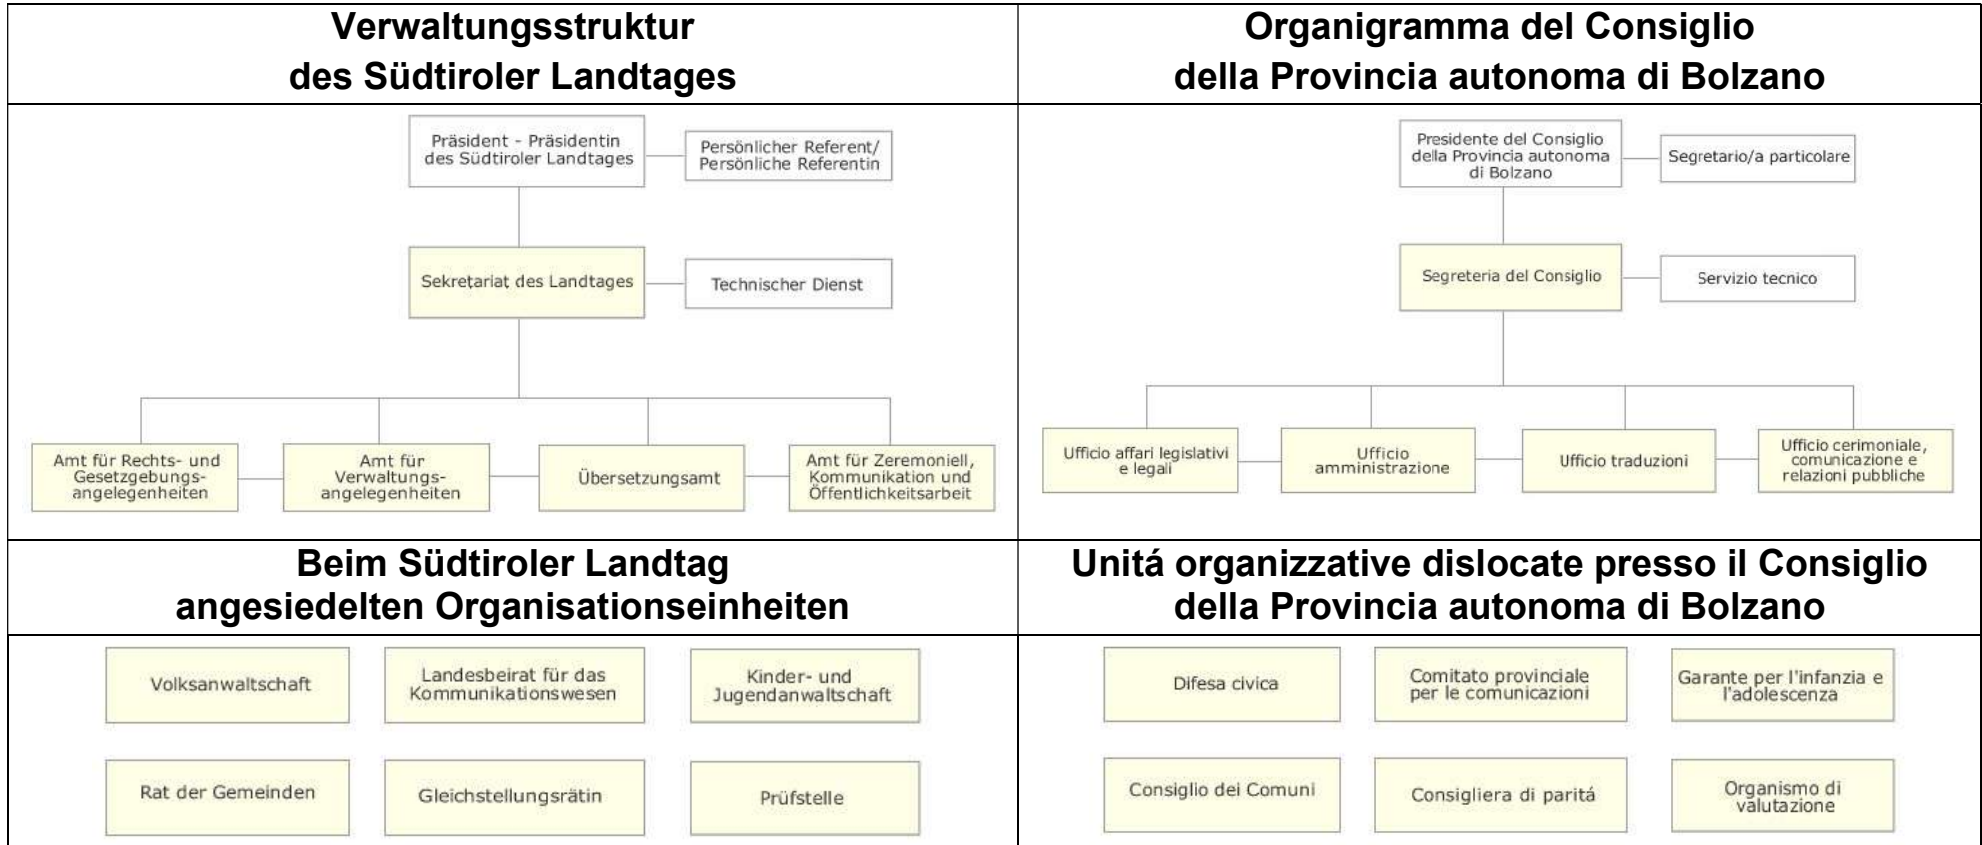 Verwaltungsstruktur
des Südtiroler Landtages
Präsident - Präsidentin
des Südtiroler Landtages
Persönlicher Referent/
Persönliche Referentin
Sekretariat des Landtages
Technischer Dienst
Amt für Rechts- und
Gesetzgebungs-
angelegenheiten
Amt für
Verwaltungs-
angelegenheiten
Übersetzungsamt
Amt für Zeremoniell,
Kommunikation und
Öffentlichkeitsarbeit
Organigramma del Consiglio
della Provincia autonoma di Bolzano
Presidente del Consiglio
della Provincia autonoma
di Bolzano
Segretario/a particolare
Segreteria del Consiglio
Servizio tecnico
Ufficio affari legislativi
e legali
Ufficio
amministrazione
Ufficio traduzioni
Ufficio cerimoniale,
comunicazione e
relazioni pubbliche
Beim Südtiroler Landtag
angesiedelten Organisationseinheiten
Volksanwaltschaft
Landesbeirat für das
Kommunikationswesen
Kinder- und
Jugendanwaltschaft
Rat der Gemeinden
Gleichstellungsrätin
Prüfstelle
Unitá organizzative dislocate presso il Consiglio
della Provincia autonoma di Bolzano
Difesa civica
Comitato provinciale
per le comunicazioni
Garante per l'infanzia e
l'adolescenza
Consiglio dei Comuni
Consigliera di paritá
Organismo di
valutazione